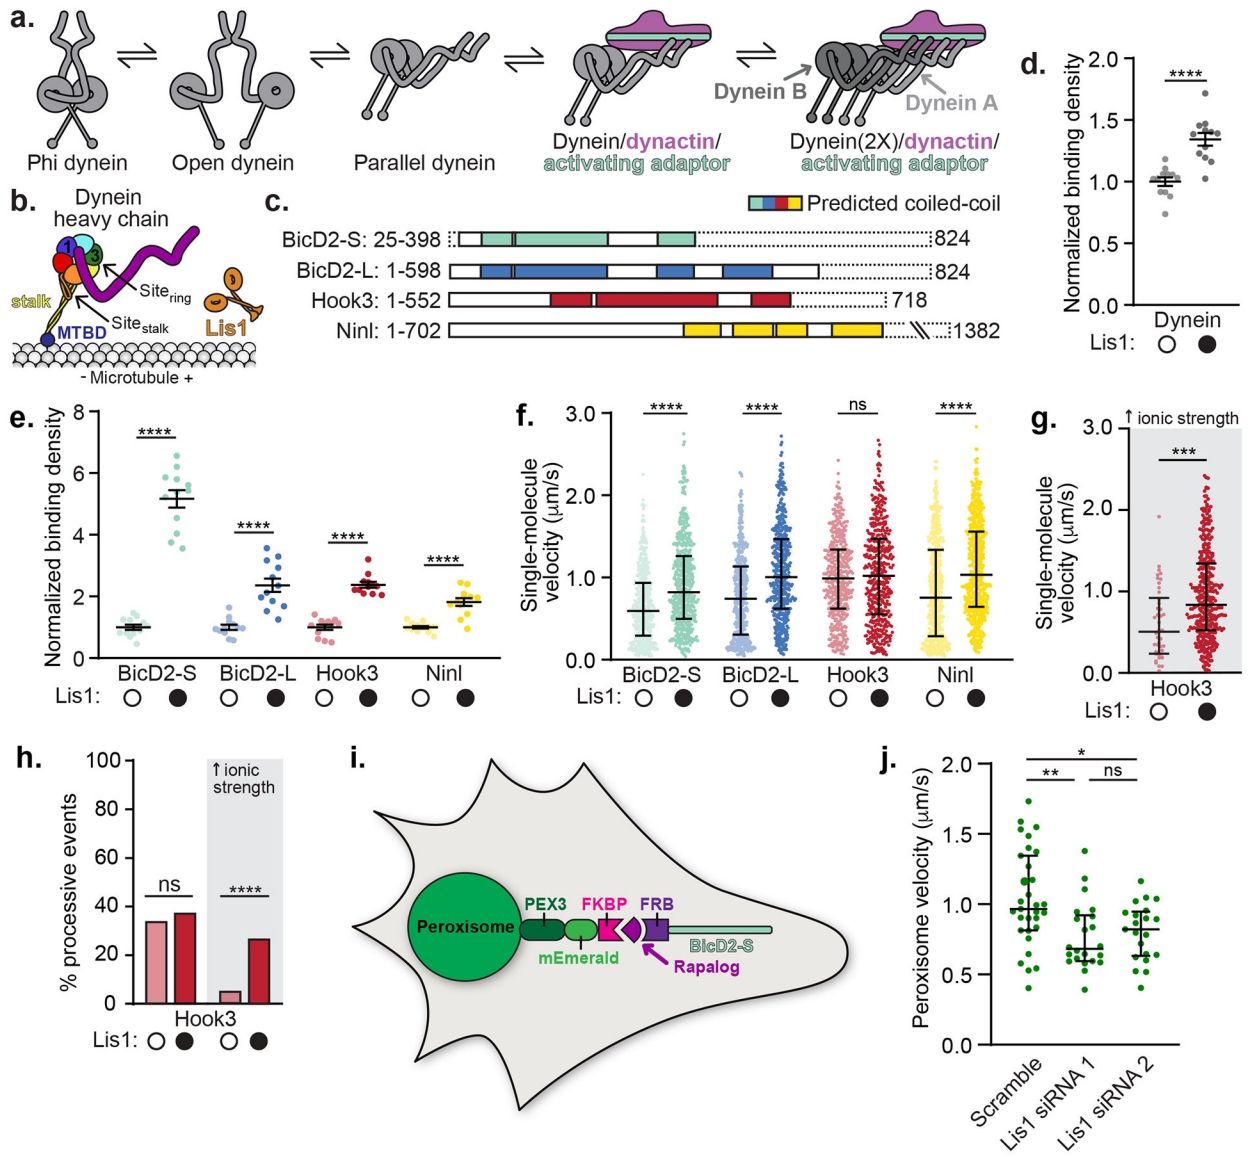 a.
Dynein B
Dynein A
Phi dynein
Open dynein
Parallel dynein
Dynein/dynactin/
activating adaptor
Dynein(2X)/dynactin/
activating adaptor
b.
Dynein
heavy chain
1
3
Site ring
stalk
Site stalk
Lis1
MTBD
- Microtubule +
c.
Predicted coiled-coil
BicD2-S: 25-398
824
BicD2-L: 1-598
824
Hook3: 1-552
718
Ninl: 1-702
1382
d.
Normalized binding density
2.0
1.5
1.0
0.5
0.0
****
Dynein
Lis1:
e.
Normalized binding density
8
6
4
2
0
****
****
****
****
BicD2-S
BicD2-L
Hook3
Ninl
Lis1:
f.
Single-molecule
velocity (μm/s)
3.0
2.0
1.0
0.0
****
****
ns
****
BicD2-S
BicD2-L
Hook3
Ninl
Lis1:
g.
↑ ionic strength
Single-molecule
velocity (μm/s)
3.0
2.0
1.0
0.0
***
Hook3
Lis1:
h.
% processive events
100
80
60
40
20
0
↑ ionic
strength
ns
****
Hook3
Lis1:
i.
Peroxisome
PEX3
FKBP
FRB
mEmerald
BicD2-S
Rapalog
j.
Peroxisome velocity (μm/s)
2.0
1.5
1.0
0.5
0.0
*
**
ns
Scramble
Lis1 siRNA 1
Lis1 siRNA 2